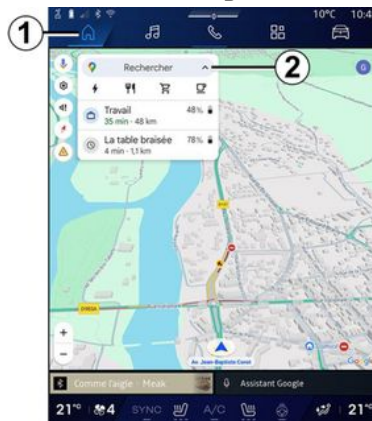 10°C 10:4
1
2
Rechercher
G
Travail
48%
35 min · 48 km
La table braisée
78%
4 min · 1,1 km
+
−
Av. Jean-Baptiste Corot
Google
Comme l'aigle - Meak
Assistant Google
21°° 4 SYNC A/C 21°°